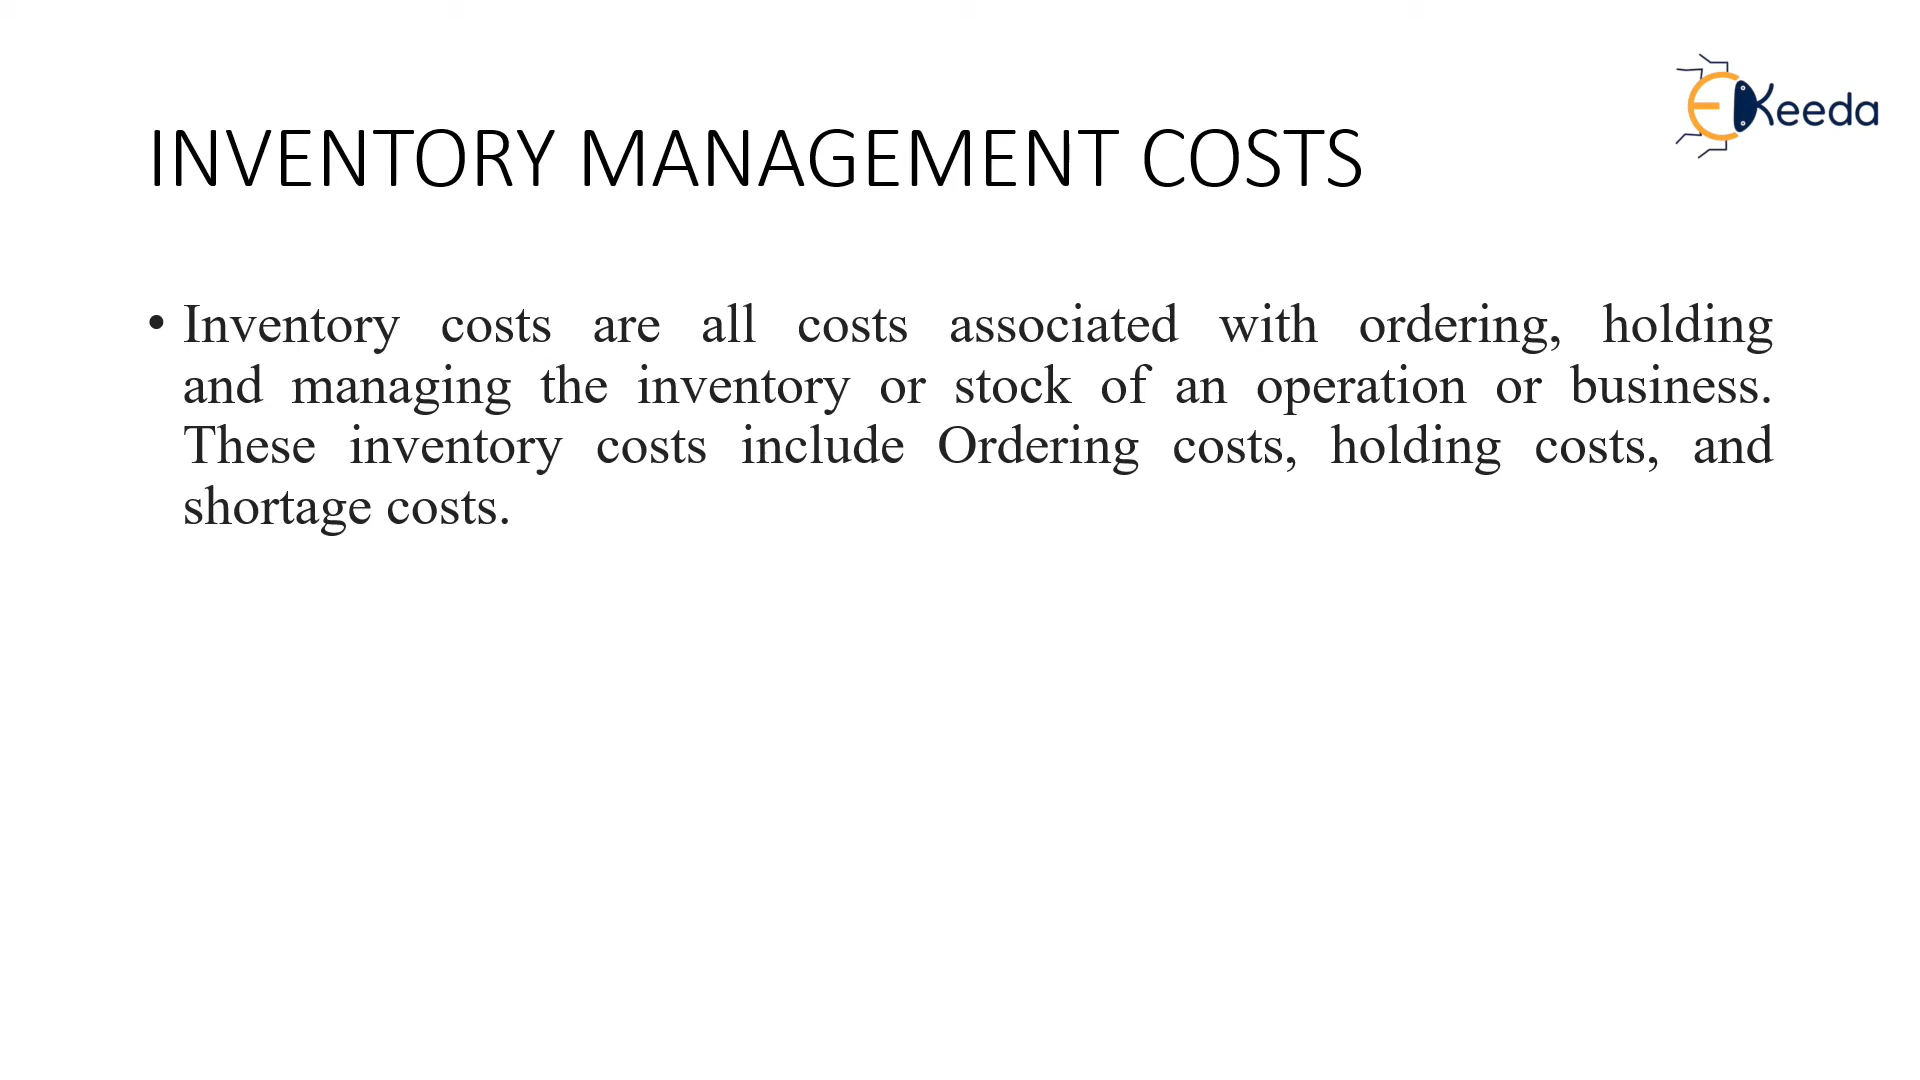 EKeeda
INVENTORY MANAGEMENT COSTS
• Inventory costs are all costs associated with ordering, holding
and managing the inventory or stock of an operation or business.
These inventory costs include Ordering costs, holding costs, and
shortage costs.